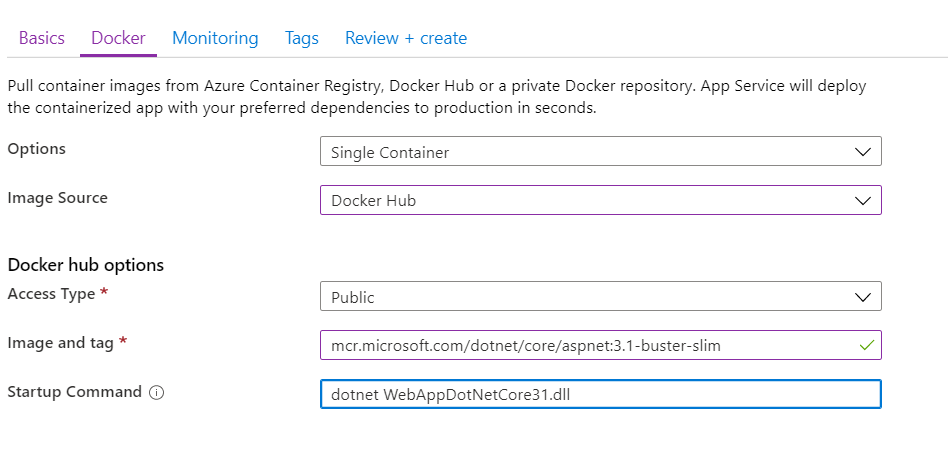 Basics Docker Monitoring Tags Review + create
Pull container images from Azure Container Registry, Docker Hub or a private Docker repository. App Service will deploy
the containerized app with your preferred dependencies to production in seconds.
Options Single Container
Image Source Docker Hub
Docker hub options
Access Type * Public
Image and tag * mcr.microsoft.com/dotnet/core/aspnet:3.1-buster-slim
Startup Command dotnet WebAppDotNetCore31.dll